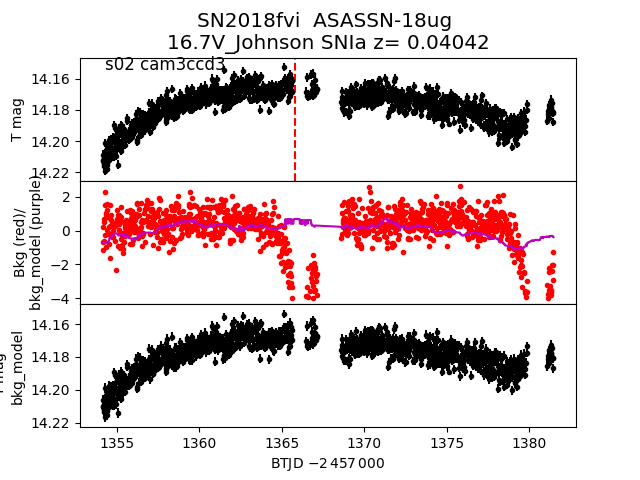 SN2018fvi ASASSN-18ug
16.7V_Johnson SNIa z= 0.04042
s02 cam3ccd3
T mag
14.16
14.18
14.20
14.22
Bkg (red)/
bkg_model (purple)
2
0
−2
−4
bkg_model
14.16
14.18
14.20
14.22
1355
1360
1365
1370
1375
1380
BTJD −2 457 000